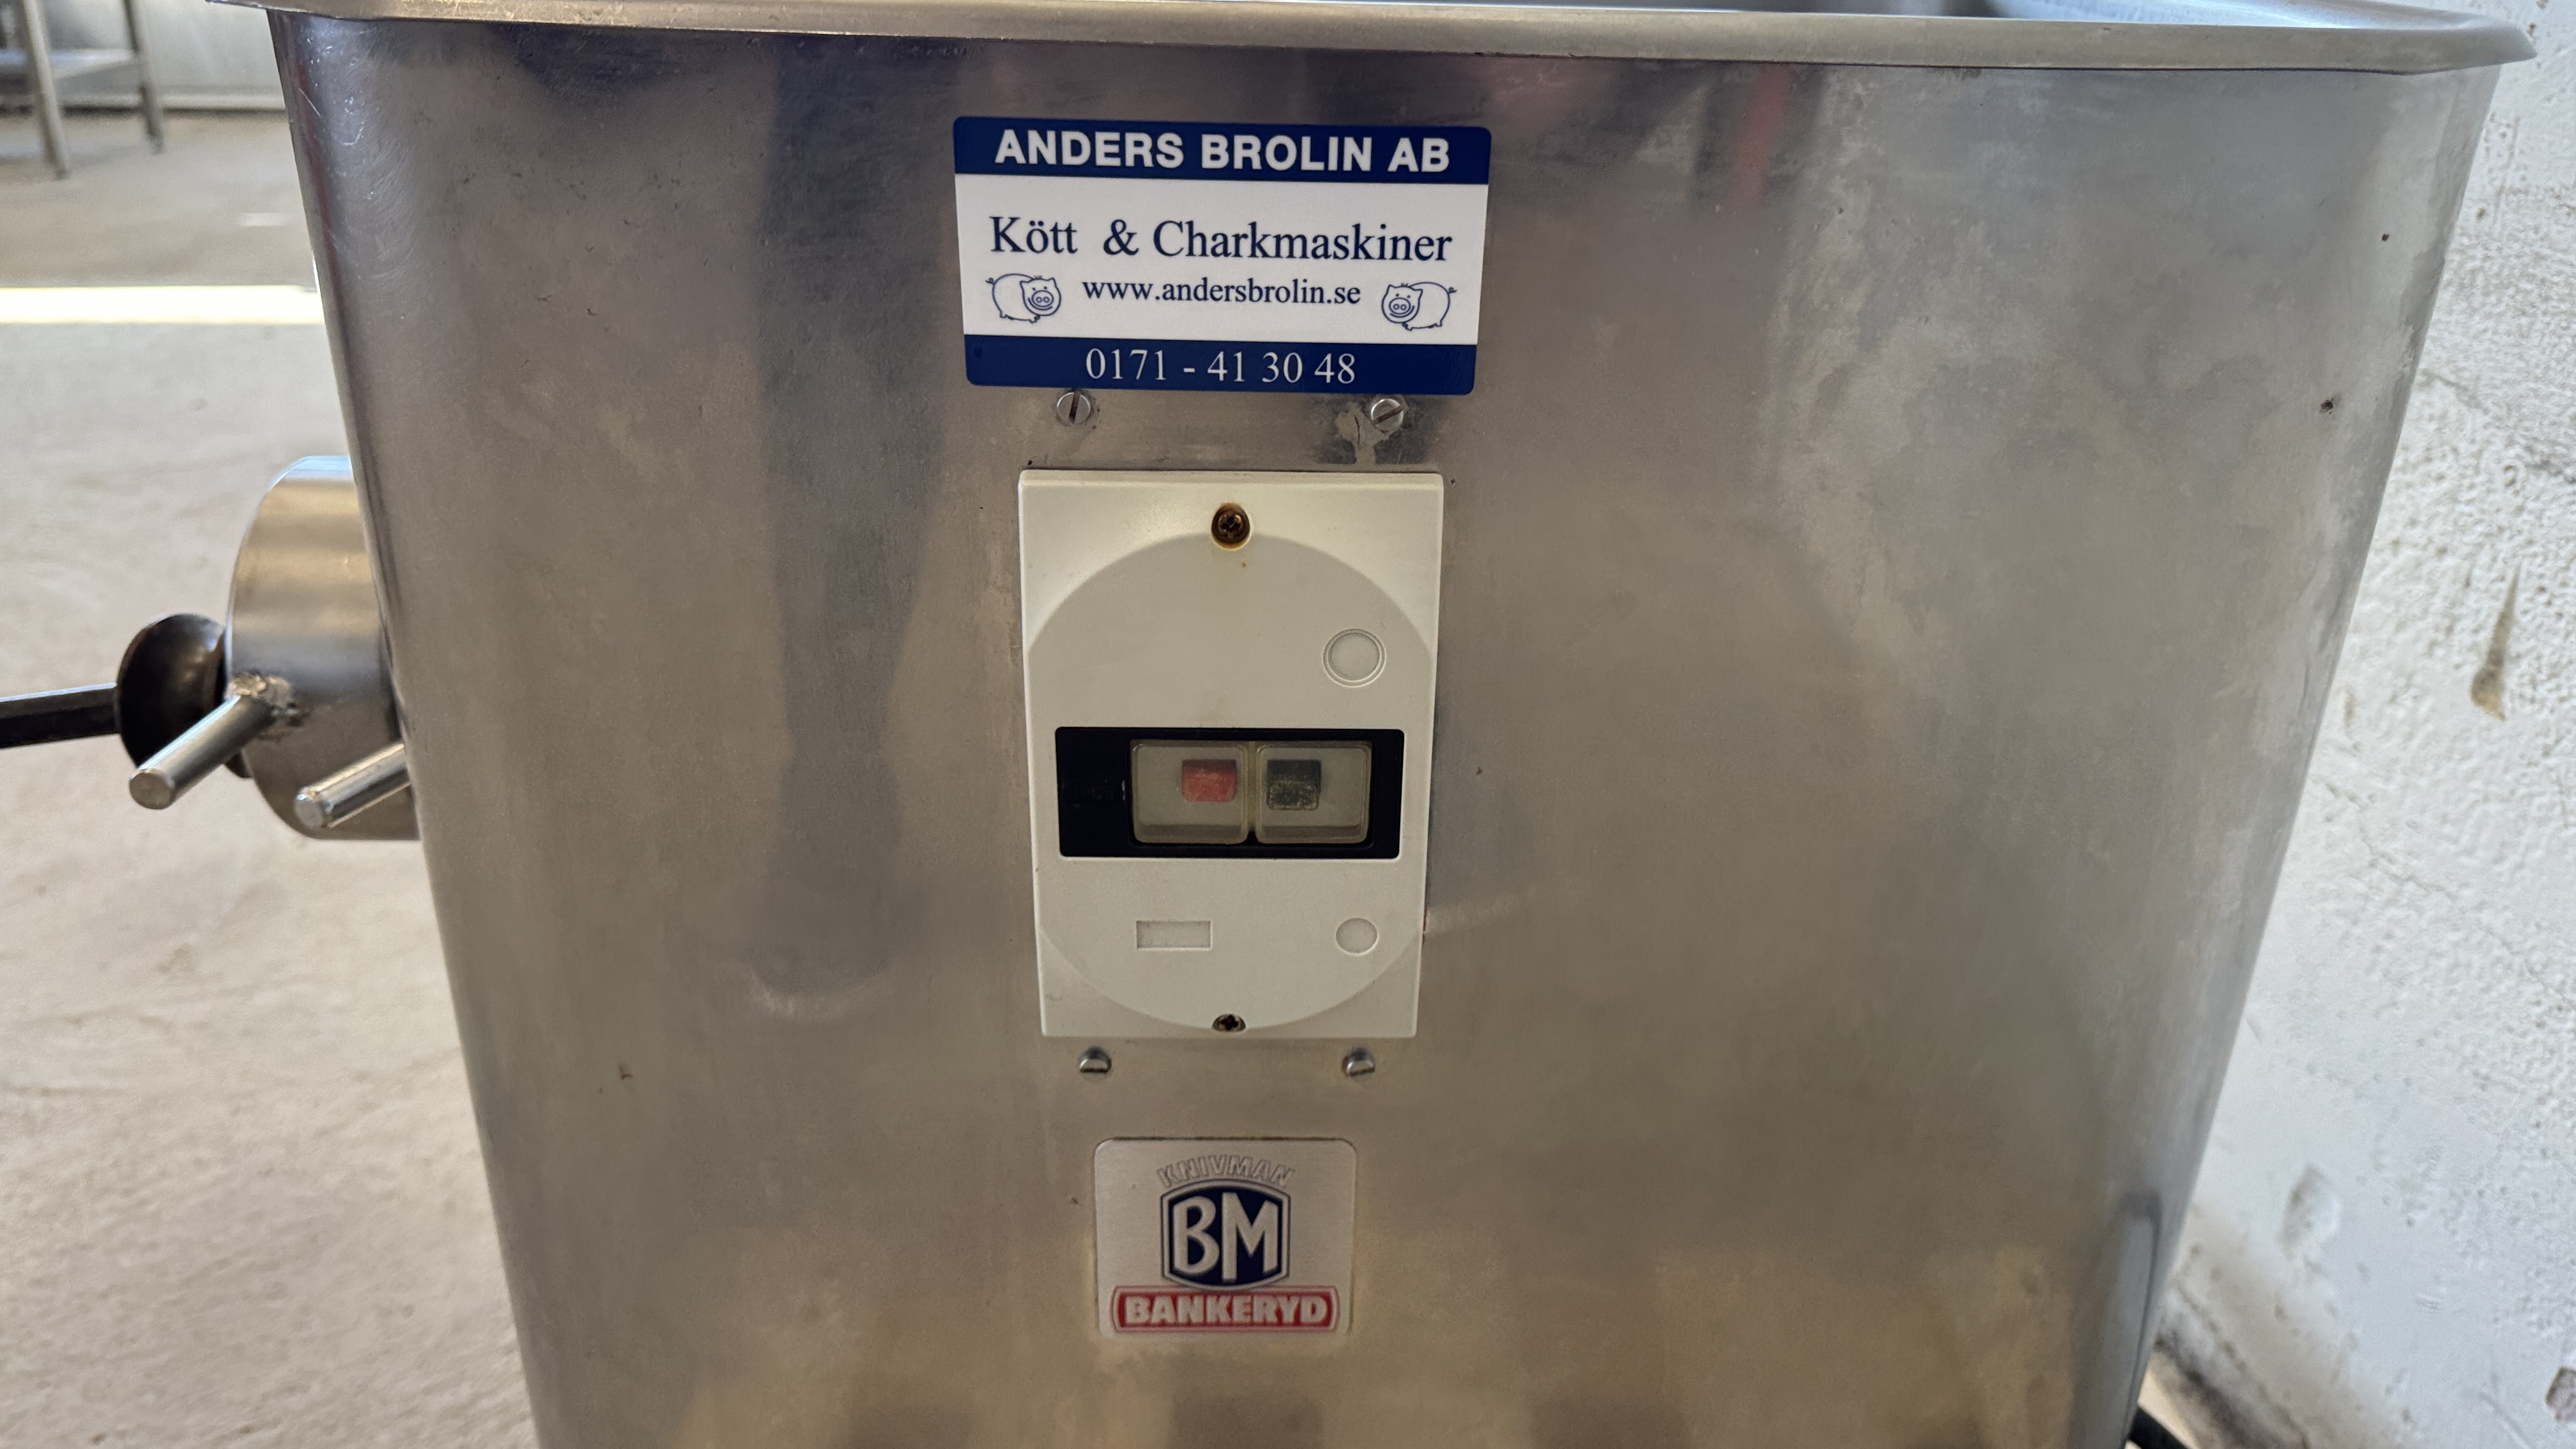 ANDERS BROLIN AB
Kött & Charkmaskiner
www.andersbrolin.se
0171 - 41 30 48
KNIVMAN
BM
BANKERYD